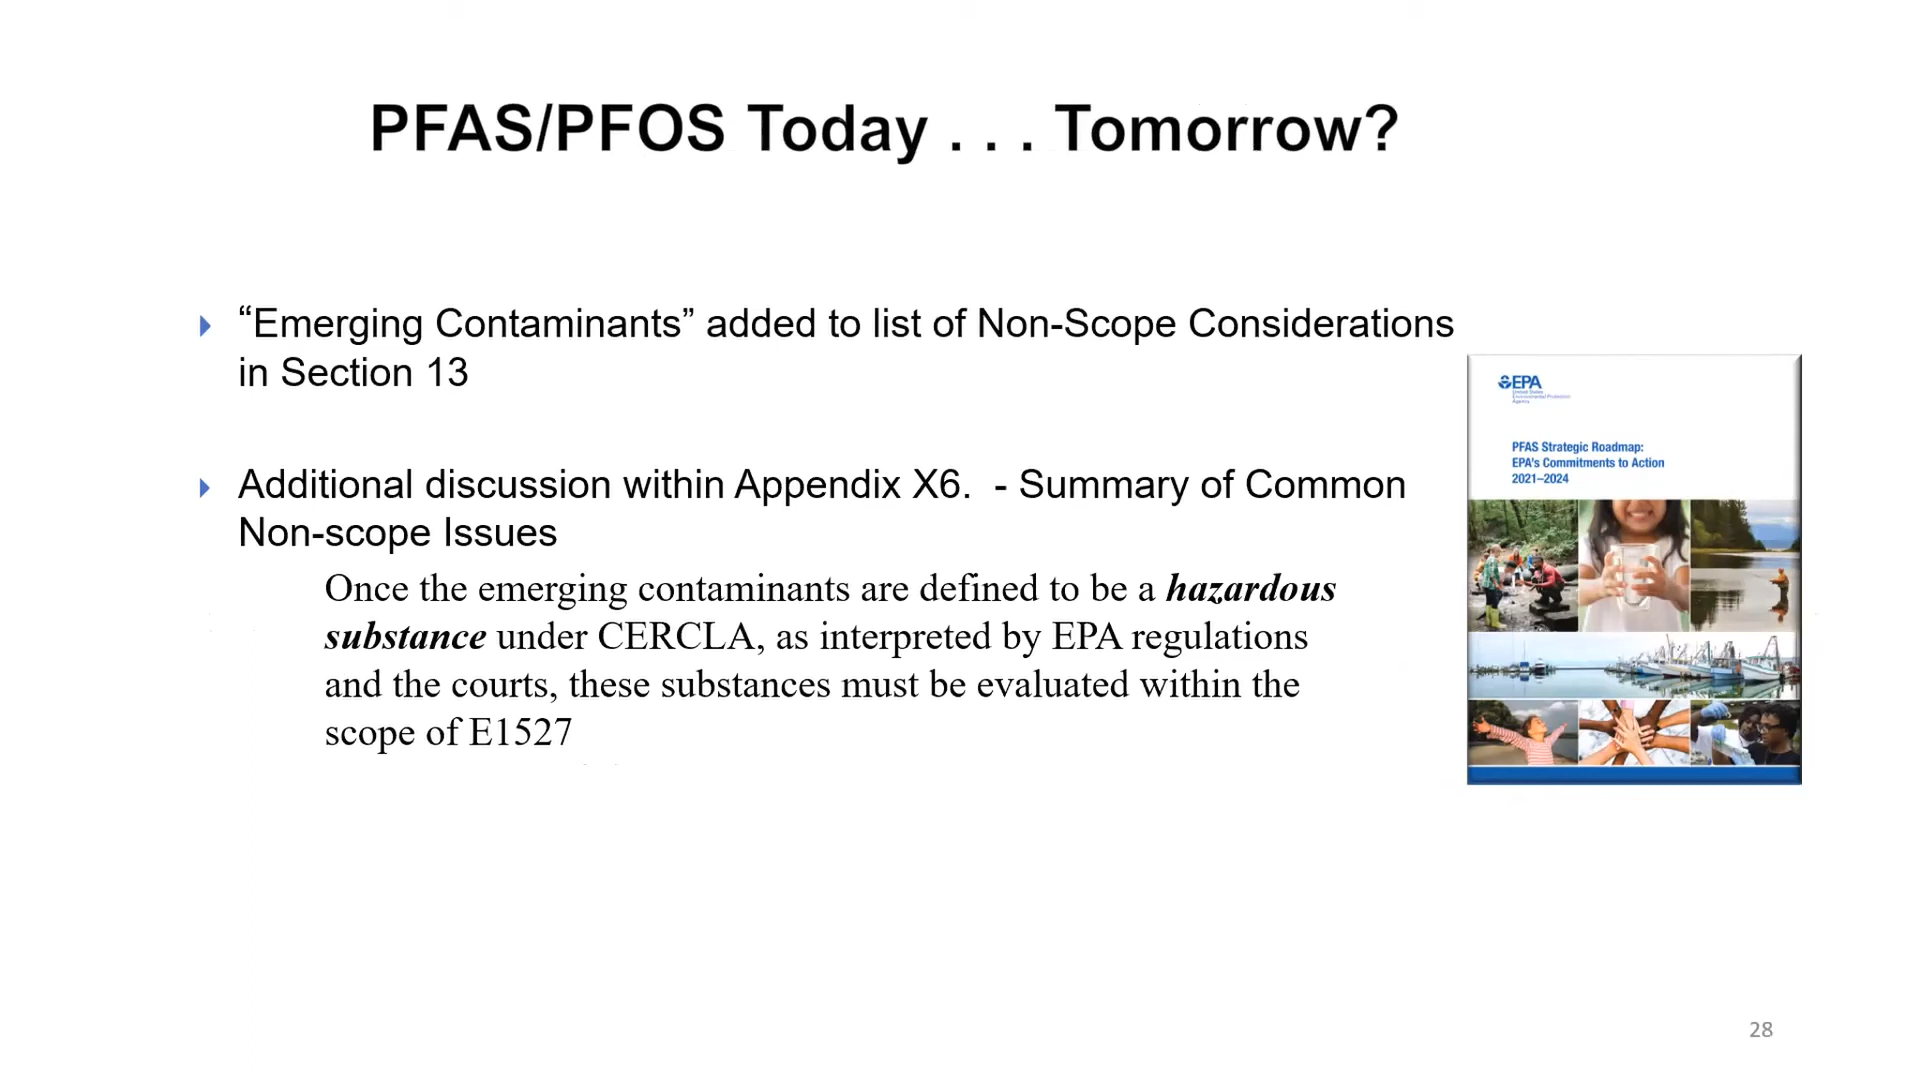 PFAS/PFOS Today . . . Tomorrow?
“Emerging Contaminants” added to list of Non-Scope Considerations
in Section 13
Additional discussion within Appendix X6.  - Summary of Common
Non-scope Issues
Once the emerging contaminants are defined to be a hazardous
substance under CERCLA, as interpreted by EPA regulations
and the courts, these substances must be evaluated within the
scope of E1527
EPA
United States
Environmental Protection
Agency
PFAS Strategic Roadmap:
EPA's Commitments to Action
2021–2024
28